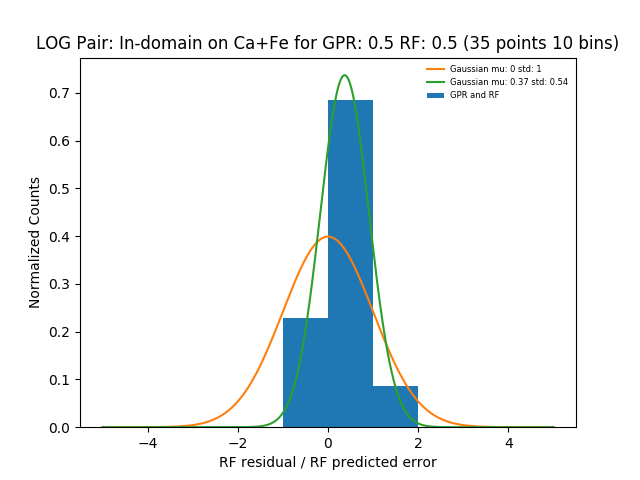 LOG Pair: In-domain on Ca+Fe for GPR: 0.5 RF: 0.5 (35 points 10 bins)
Gaussian mu: 0 std: 1
Gaussian mu: 0.37 std: 0.54
GPR and RF
Normalized Counts
0.7
0.6
0.5
0.4
0.3
0.2
0.1
0.0
−4
−2
0
2
4
RF residual / RF predicted error